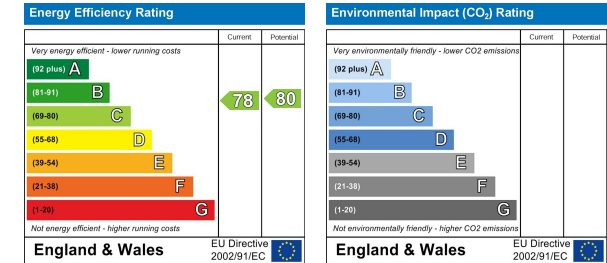 Energy Efficiency Rating
Current Potential
Very energy efficient - lower running costs
(92 plus) A
(81-91) B
(69-80) C
78 80
(55-68) D
(39-54) E
(21-38) F
(1-20) G
Not energy efficient - higher running costs
England & Wales
EU Directive
2002/91/EC
Environmental Impact (CO₂) Rating
Current Potential
Very environmentally friendly - lower CO2 emissions
(92 plus) A
(81-91) B
(69-80) C
(55-68) D
(39-54) E
(21-38) F
(1-20) G
Not environmentally friendly - higher CO2 emissions
England & Wales
EU Directive
2002/91/EC